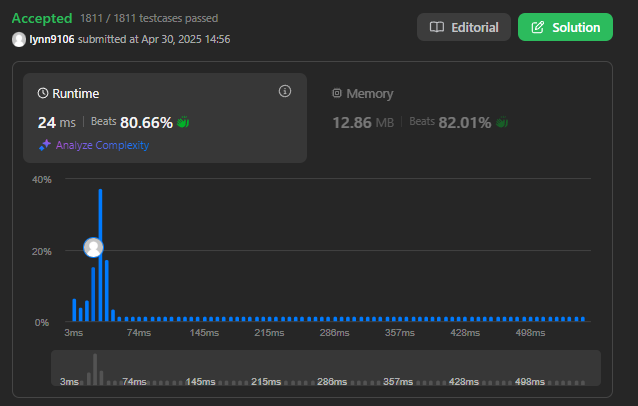 Accepted 1811 / 1811 testcases passed
lynn9106 submitted at Apr 30, 2025 14:56
Editorial
Solution
Runtime
24 ms | Beats 80.66%
Analyze Complexity
Memory
12.86 MB | Beats 82.01%
40%
20%
0%
3ms 74ms 145ms 215ms 286ms 357ms 428ms 498ms
3ms 74ms 145ms 215ms 286ms 357ms 428ms 498ms